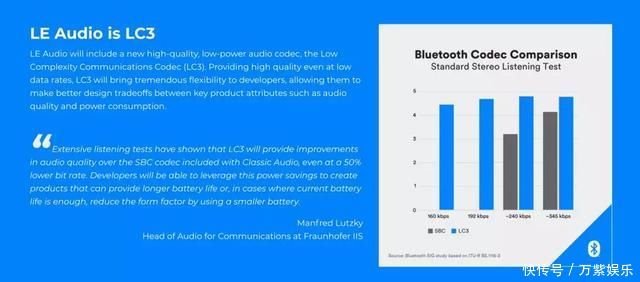 LE Audio is LC3
LE Audio will include a new high-quality, low-power audio codec, the Low
Complexity Communications Codec (LC3). Providing high quality even at low
data rates, LC3 will bring tremendous flexibility to developers, allowing them to
make better design tradeoffs between key product attributes such as audio
quality and power consumption.
“Extensive listening tests have shown that LC3 will provide improvements
in audio quality over the SBC codec included with Classic Audio, even at a 50%
lower bit rate. Developers will be able to leverage this power savings to create
products that can provide longer battery life or, in cases where current battery
life is enough, reduce the form factor by using a smaller battery.
Manfred Lutzky
Head of Audio for Communications at Fraunhofer IIS
Bluetooth Codec Comparison
Standard Stereo Listening Test
5
4
3
2
1
0
160 kbps 192 kbps ~240 kbps ~345 kbps
SBC LC3
Source: Bluetooth SIG study based on ITU-R BS.1116-3
快传号 / 万紫娱乐